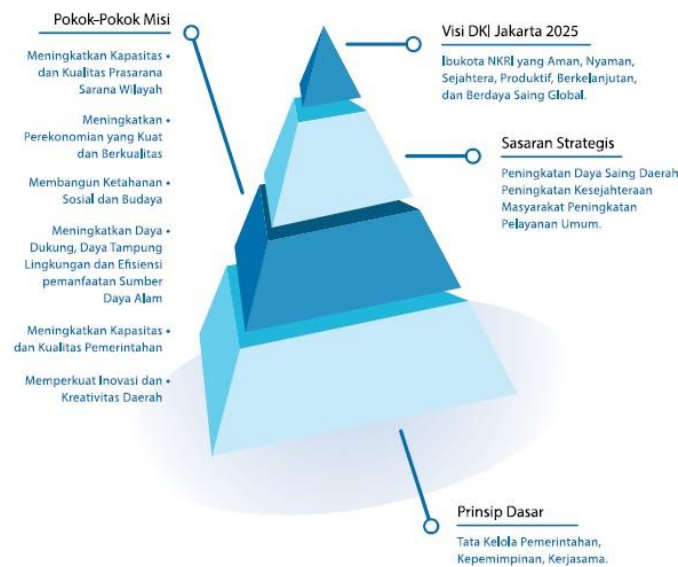 Pokok-Pokok Misi
Meningkatkan Kapasitas •
dan Kualitas Prasarana
Sarana Wilayah
Meningkatkan •
Perekonomian yang Kuat
dan Berkualitas
Membangun Ketahanan •
Sosial dan Budaya
Meningkatkan Daya •
Dukung, Daya Tampung
Lingkungan dan Efisiensi
pemanfaatan Sumber
Daya Alam
Meningkatkan Kapasitas •
dan Kualitas Pemerintahan
Memperkuat Inovasi dan •
Kreativitas Daerah
Visi DKI Jakarta 2025
Ibukota NKRI yang Aman, Nyaman,
Sejahtera, Produktif, Berkelanjutan,
dan Berdaya Saing Global.
Sasaran Strategis
Peningkatan Daya Saing Daerah
Peningkatan Kesejahteraan
Masyarakat Peningkatan
Pelayanan Umum.
Prinsip Dasar
Tata Kelola Pemerintahan,
Kepemimpinan, Kerjasama.